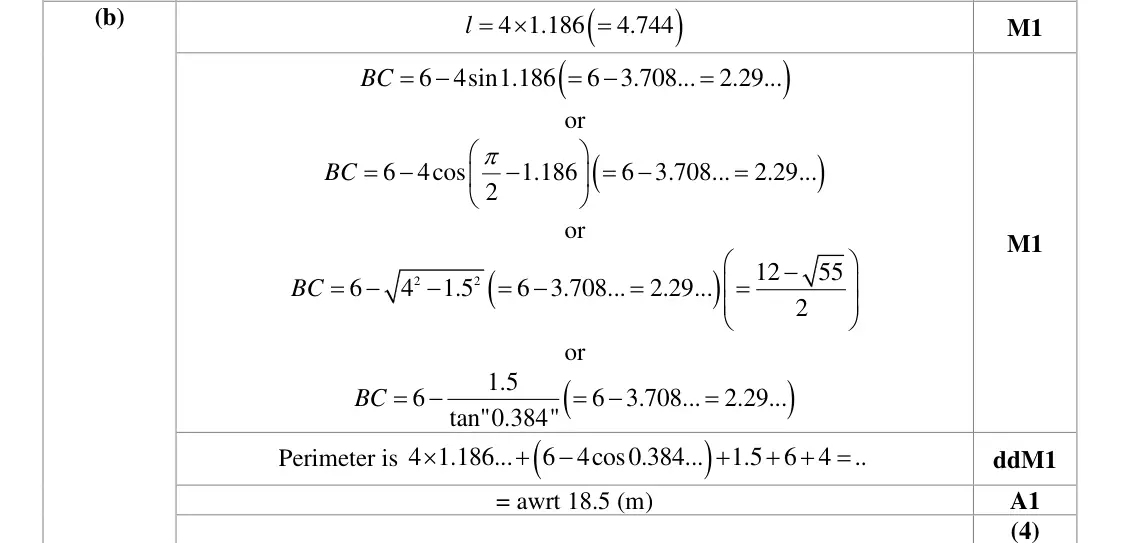 (b)
l = 4×1.186 (= 4.744)
M1
BC = 6 − 4sin1.186 (= 6 − 3.708... = 2.29...)
or
BC = 6 − 4cos(π/2 − 1.186) (= 6 − 3.708... = 2.29...)
or
BC = 6 − √(4² − 1.5²) (= 6 − 3.708... = 2.29...) (= (12 − √55)/2)
or
BC = 6 − 1.5/tan"0.384" (= 6 − 3.708... = 2.29...)
M1
Perimeter is 4×1.186... + (6 − 4cos0.384...) + 1.5 + 6 + 4 = ..
ddM1
= awrt 18.5 (m)
A1
(4)